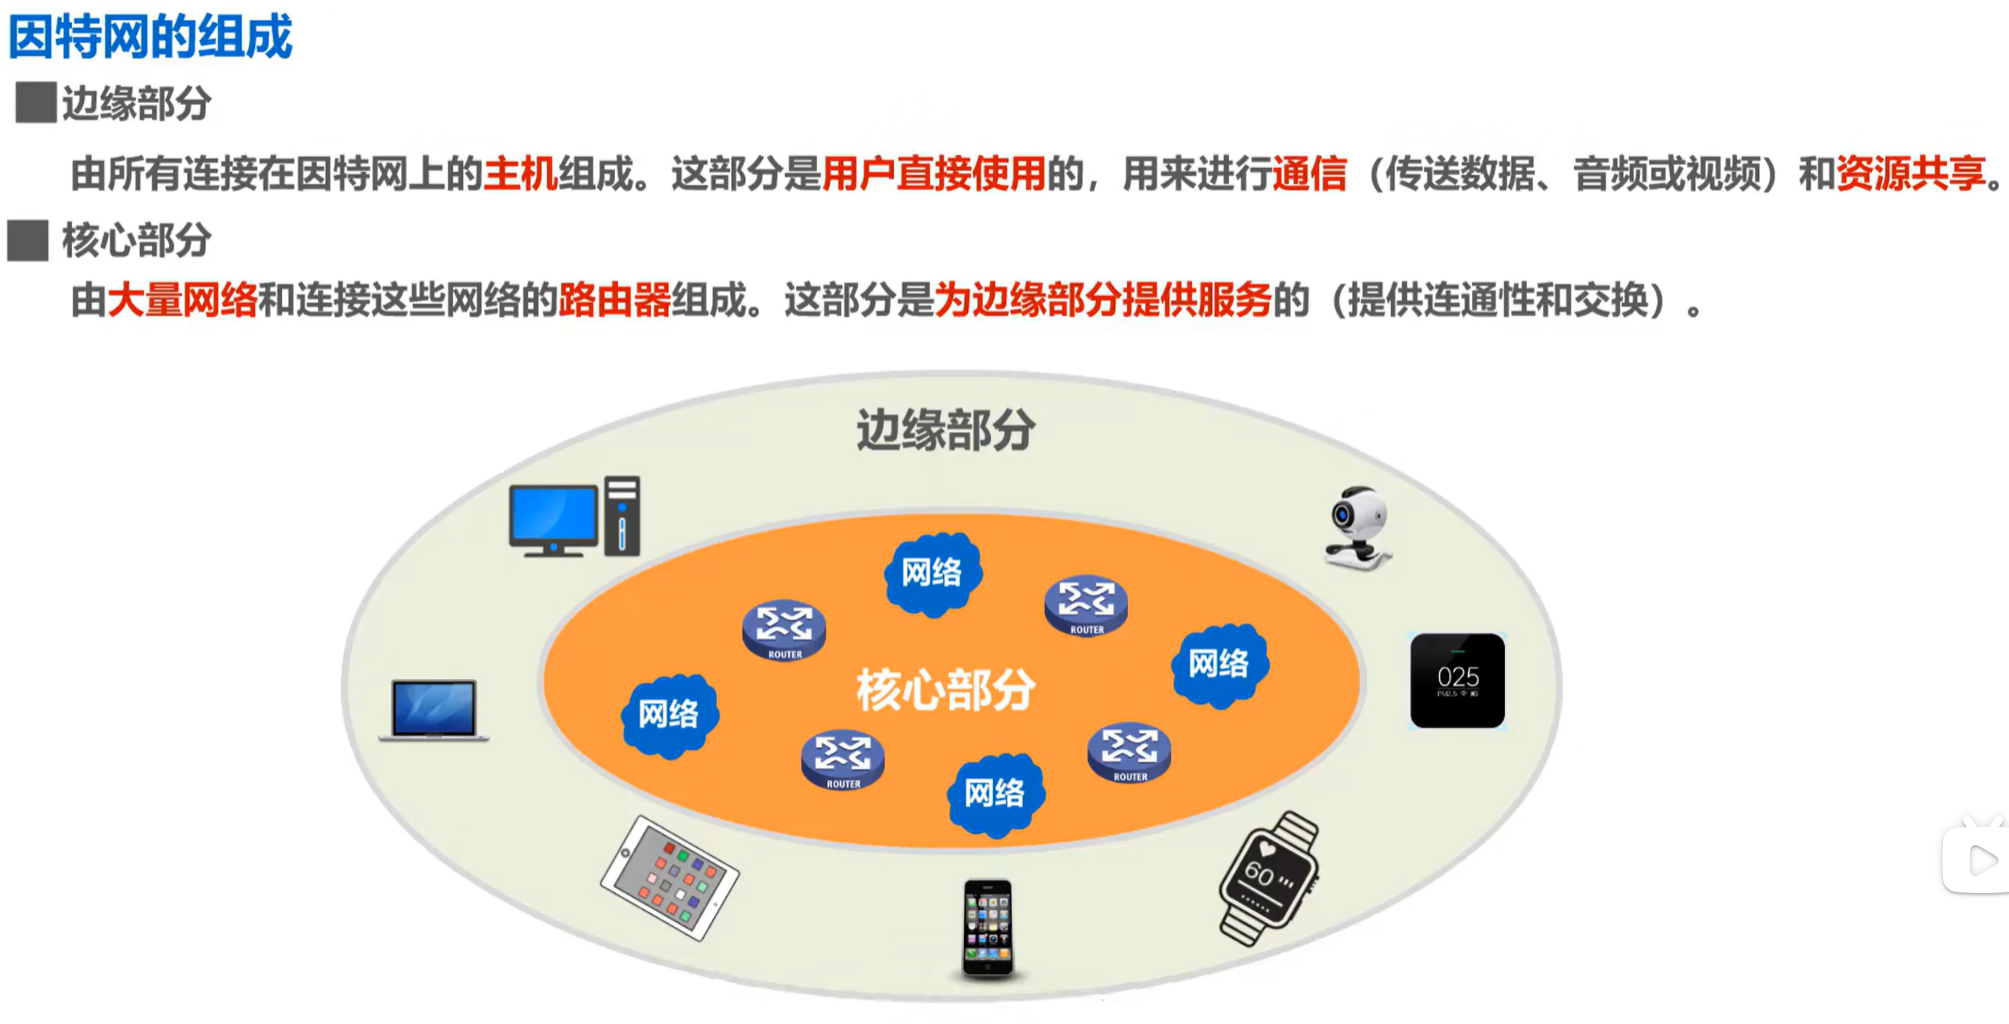 因特网的组成
边缘部分
由所有连接在因特网上的主机组成。这部分是用户直接使用的，用来进行通信（传送数据、音频或视频）和资源共享。
核心部分
由大量网络和连接这些网络的路由器组成。这部分是为边缘部分提供服务的（提供连通性和交换）。
边缘部分
网络
ROUTER
ROUTER
网络
核心部分
025
PM2.5
网络
ROUTER
ROUTER
网络
60